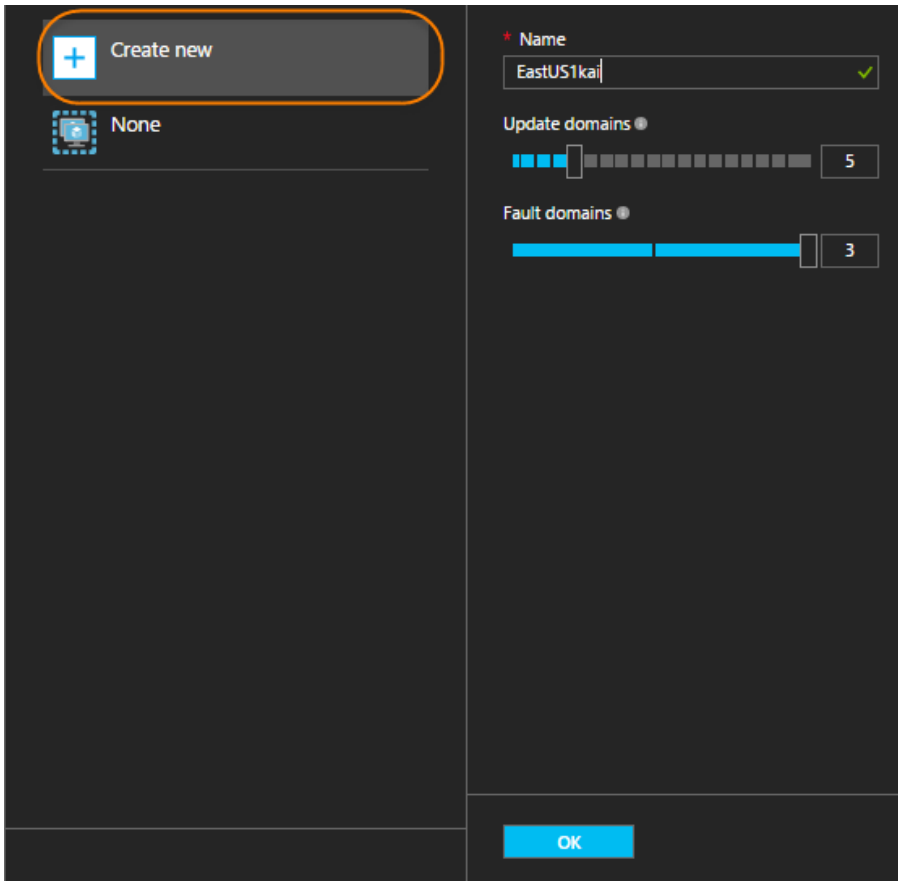 Create new
None
* Name
EastUS1kai
Update domains
5
Fault domains
3
OK